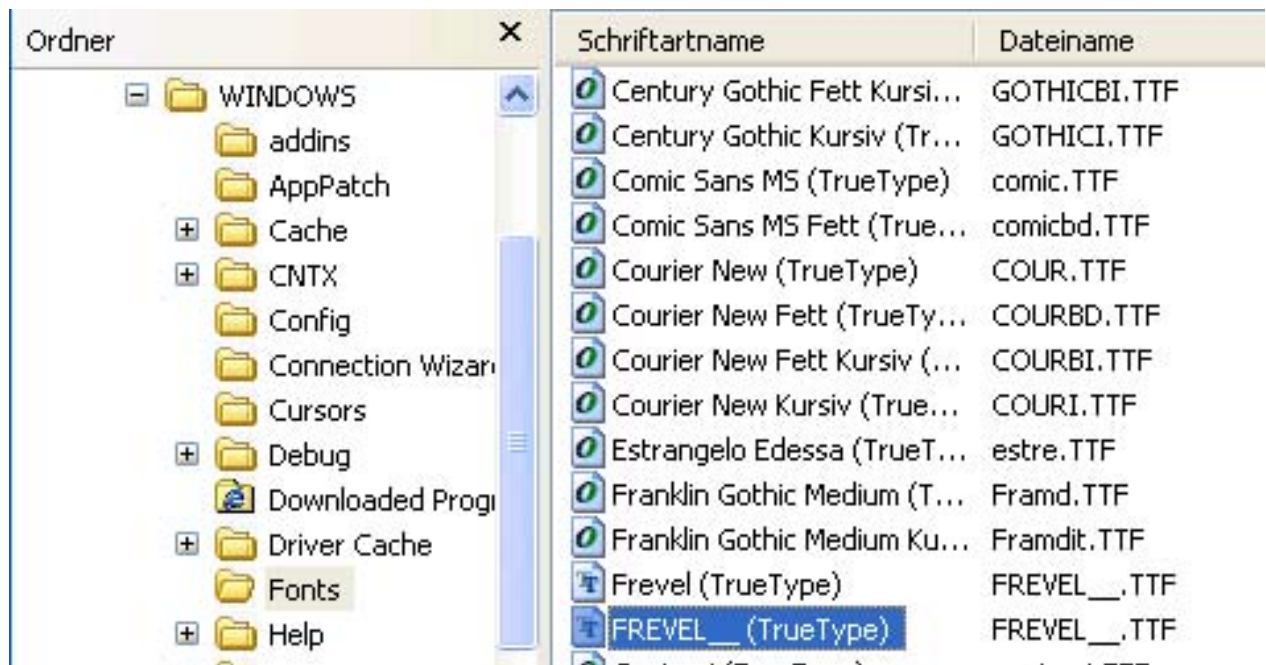 Ordner
WINDOWS
addins
AppPatch
Cache
CNTX
Config
Connection Wizar
Cursors
Debug
Downloaded Prog
Driver Cache
Fonts
Help
Schriftartname Dateiname
Century Gothic Fett Kursi... GOTHICBI.TTF
Century Gothic Kursiv (Tr... GOTHICI.TTF
Comic Sans MS (TrueType) comic.TTF
Comic Sans MS Fett (True... comicbd.TTF
Courier New (TrueType) COUR.TTF
Courier New Fett (TrueTy... COURBD.TTF
Courier New Fett Kursiv (... COURBI.TTF
Courier New Kursiv (True... COURI.TTF
Estrangelo Edessa (TrueT... estre.TTF
Franklin Gothic Medium (T... Framd.TTF
Franklin Gothic Medium Ku... Framdit.TTF
Frevel (TrueType) FREVEL__.TTF
FREVEL__ (TrueType) FREVEL__.TTF